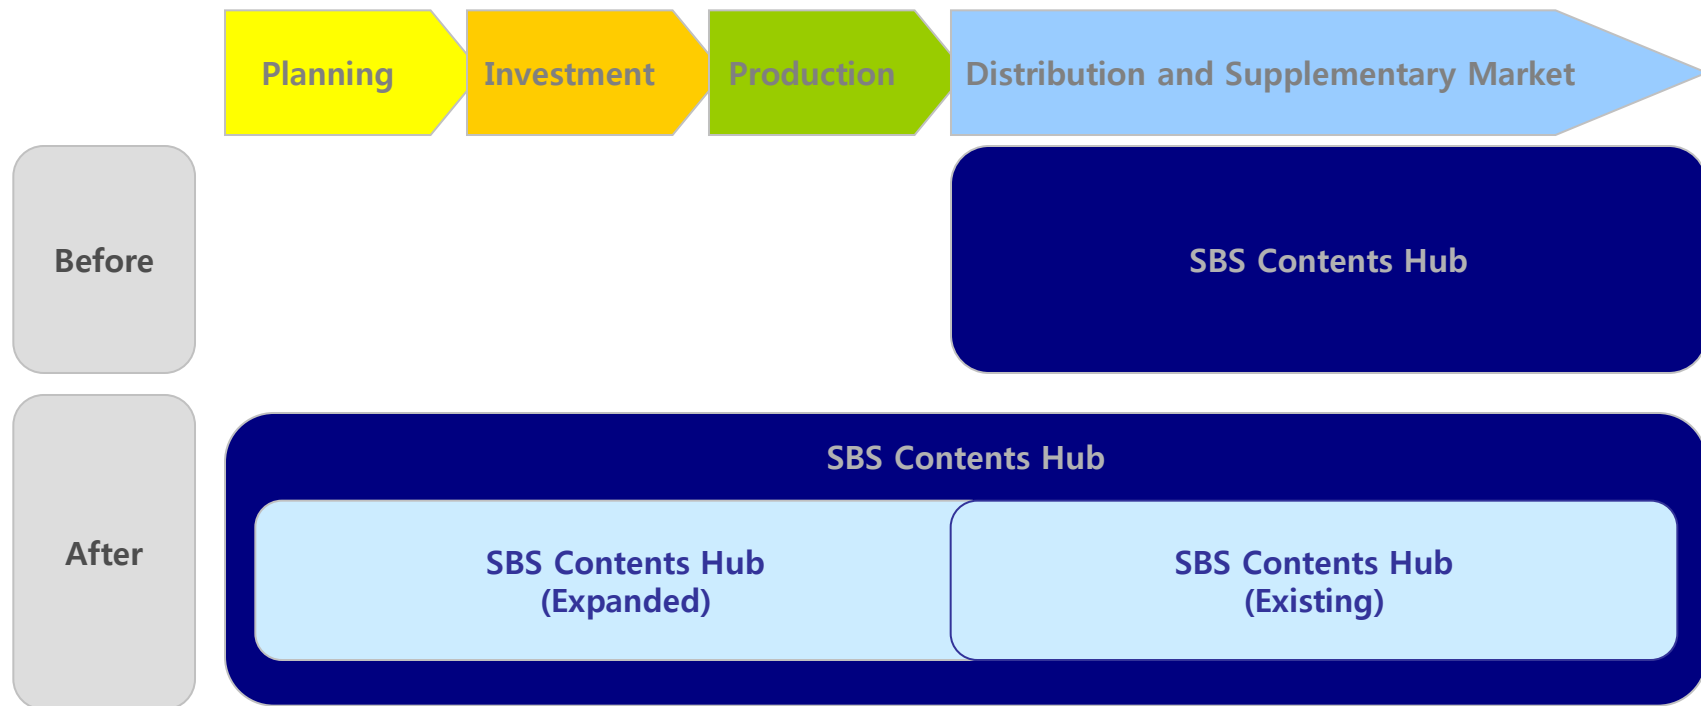 Planning
Investment
Production
Distribution and Supplementary Market
Before
SBS Contents Hub
After
SBS Contents Hub
SBS Contents Hub
(Expanded)
SBS Contents Hub
(Existing)